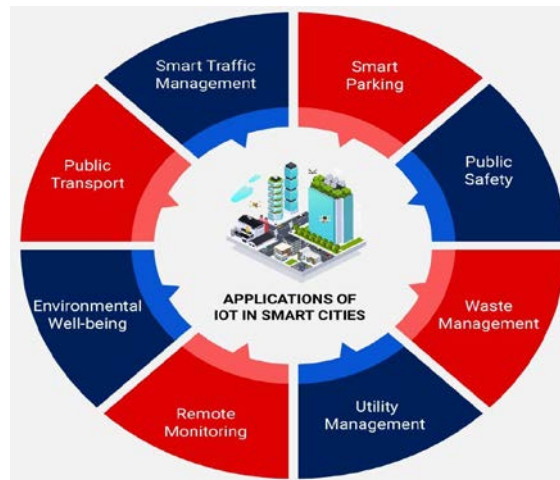 Smart Traffic
Management
Smart
Parking
Public
Safety
Waste
Management
Utility
Management
Remote
Monitoring
Environmental
Well-being
Public
Transport
APPLICATIONS OF
IOT IN SMART CITIES